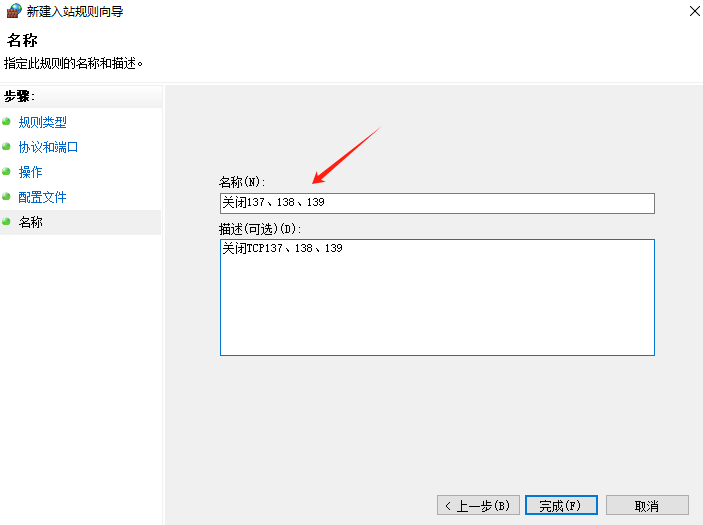 新建入站规则向导
名称
指定此规则的名称和描述。
步骤:
规则类型
协议和端口
操作
配置文件
名称
名称(N):
关闭137、138、139
描述(可选)(D):
关闭TCP137、138、139
< 上一步(B)
完成(F)
取消